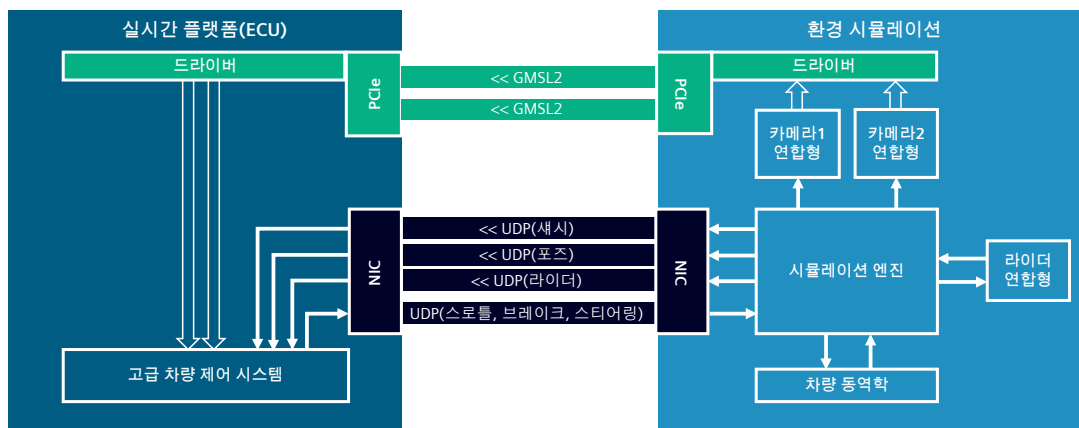 실시간 플랫폼(ECU)
드라이버
PCIe
<< GMSL2
<< GMSL2
환경 시뮬레이션
드라이버
PCIe
카메라1
연합형
카메라2
연합형
NIC
<< UDP(섀시)
<< UDP(포즈)
<< UDP(라이더)
UDP(스로틀, 브레이크, 스티어링)
NIC
시뮬레이션 엔진
라이더
연합형
고급 차량 제어 시스템
차량 동역학